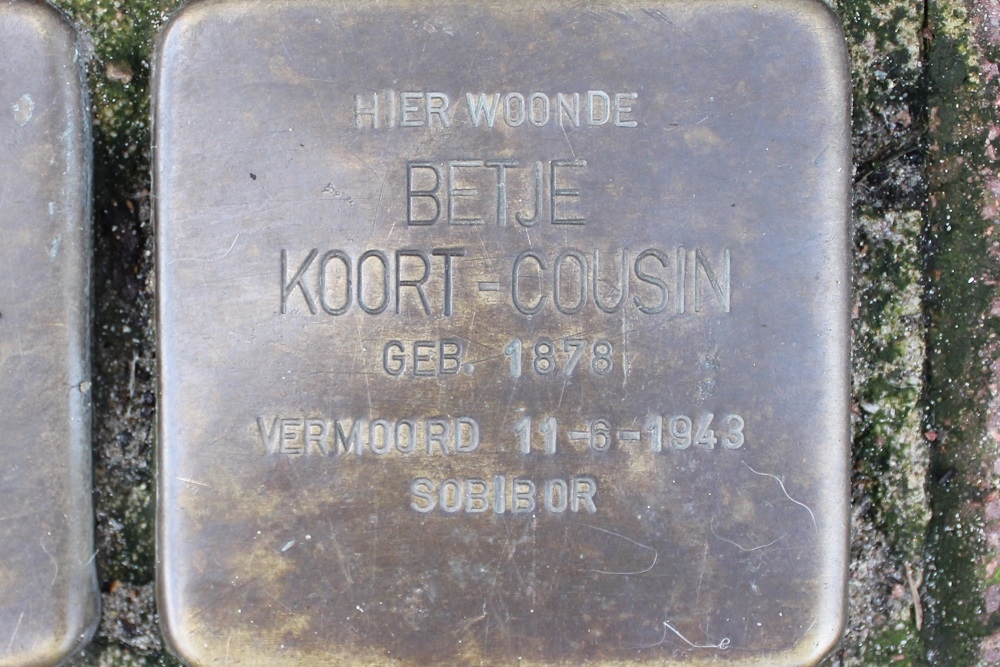 HIER WOONDE
BETJE
KOORT-COUSIN
GEB. 1878
VERMOORD 11-6-1943
SOBIBOR